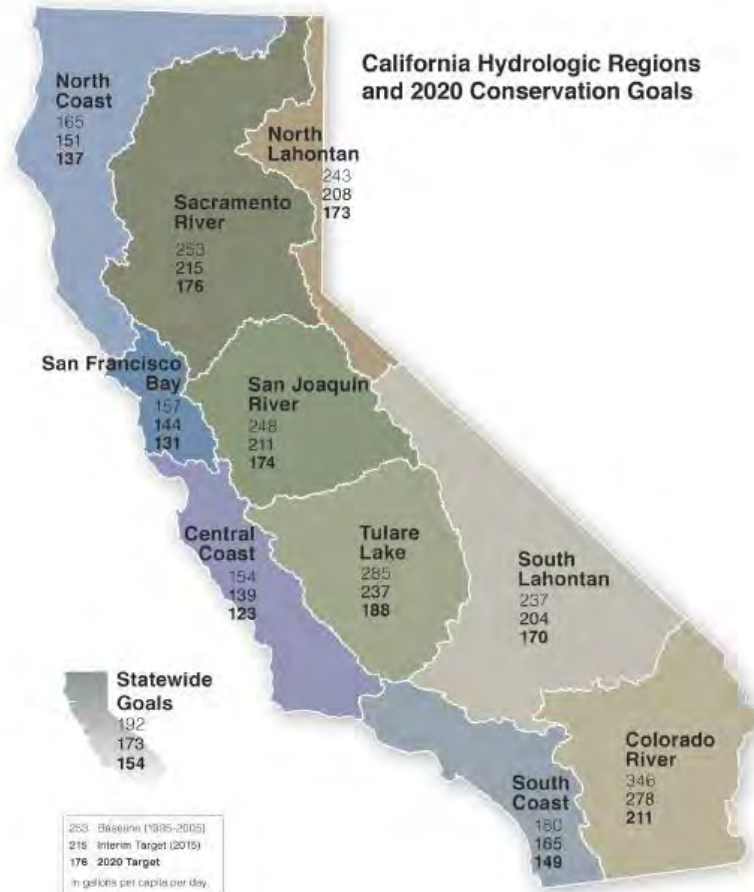 California Hydrologic Regions
and 2020 Conservation Goals
North
Coast
165
151
137
North
Lahontan
243
208
173
Sacramento
River
253
215
176
San Francisco
Bay
157
144
131
San Joaquin
River
248
211
174
Central
Coast
154
139
123
Tulare
Lake
285
237
188
South
Lahontan
237
204
170
Statewide
Goals
192
173
154
South
Coast
180
165
149
Colorado
River
346
278
211
253 Baseline (1995-2005)
215 Interim Target (2015)
176 2020 Target
in gallons per capita per day